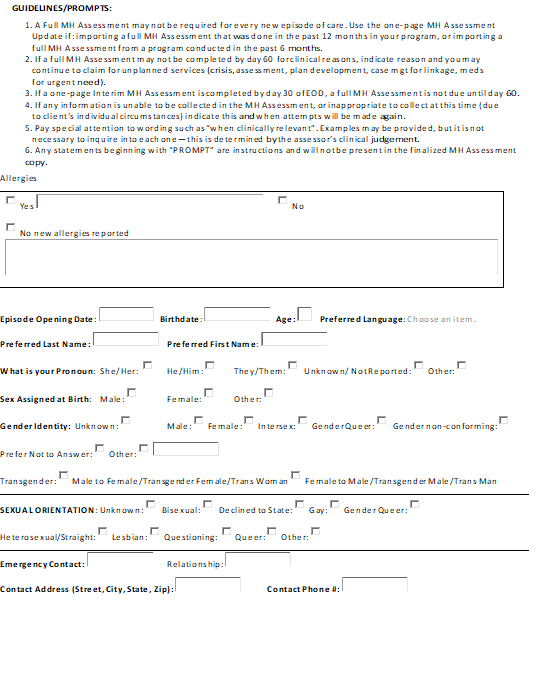 GUIDELINES/PROMPTS:
1. A Full MH Assessment may not be required for every new episode of care. Use the one-page MH Assessment
Update if: importing a full MH Assessment that was done in the past 12 months in your program, or importing a
full MH Assessment from a program conducted in the past 6 months.
2. If a full MH Assessment may not be completed by day 60 for clinical reasons, indicate reason and you may
continue to claim for unplanned services (crisis, assessment, plan development, case mgt for linkage, meds
for urgent need).
3. If a one-page Interim MH Assessment is completed by day 30 of EOD, a full MH Assessment is not due until day 60.
4. If any information is unable to be collected in the MH Assessment, or inappropriate to collect at this time (due
to client's individual circumstances) indicate this and when attempts will be made again.
5. Pay special attention to wording such as "when clinically relevant". Examples may be provided, but it is not
necessary to inquire into each one — this is determined by the assessor's clinical judgement.
6. Any statements beginning with "PROMPT" are instructions and will not be present in the finalized MH Assessment
copy.
Allergies
Yes No
No new allergies reported
Episode Opening Date: Birthdate: Age: Preferred Language: Choose an item.
Preferred Last Name: Preferred First Name:
What is your Pronoun: She/Her: He/Him: They/Them: Unknown/ Not Reported: Other:
Sex Assigned at Birth: Male: Female: Other:
Gender Identity: Unknown: Male: Female: Intersex: Gender Queer: Gender non-conforming:
Prefer Not to Answer: Other:
Transgender: Male to Female/Transgender Female/Trans Woman Female to Male/Transgender Male/Trans Man
SEXUAL ORIENTATION: Unknown: Bisexual: Declined to State: Gay: Gender Queer:
Heterosexual/Straight: Lesbian: Questioning: Queer: Other:
Emergency Contact: Relationship:
Contact Address (Street, City, State, Zip): Contact Phone #: